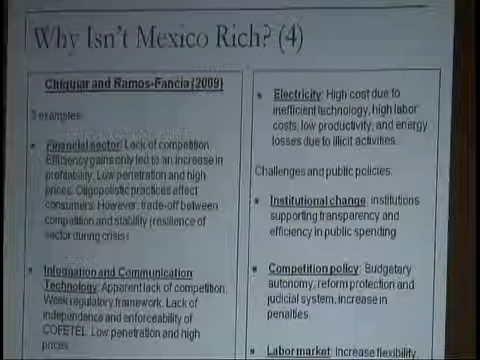 Why Isn't Mexico Rich? (4)
Chiquiar and Ramos-Fancia (2009)
3 examples:
• Financial sector: Lack of competition.
Efficiency gains only led to an increase in
profitability. Low penetration and high
prices. Oligopolistic practices affect
consumers. However, trade-off between
competition and stability (resilience of
sector during crisis)
• Information and Communication
Technology: Apparent lack of competition.
Weak regulatory framework. Lack of
independence and enforceability of
COFETEL. Low penetration and high
prices.
• Electricity: High cost due to
inefficient technology, high labor
costs, low productivity, and energy
losses due to illicit activities.
Challenges and public policies:
• Institutional change: institutions
supporting transparency and
efficiency in public spending
• Competition policy: Budgetary
autonomy, reform protection and
judicial system, increase in
penalties.
• Labor market: Increase flexibility,